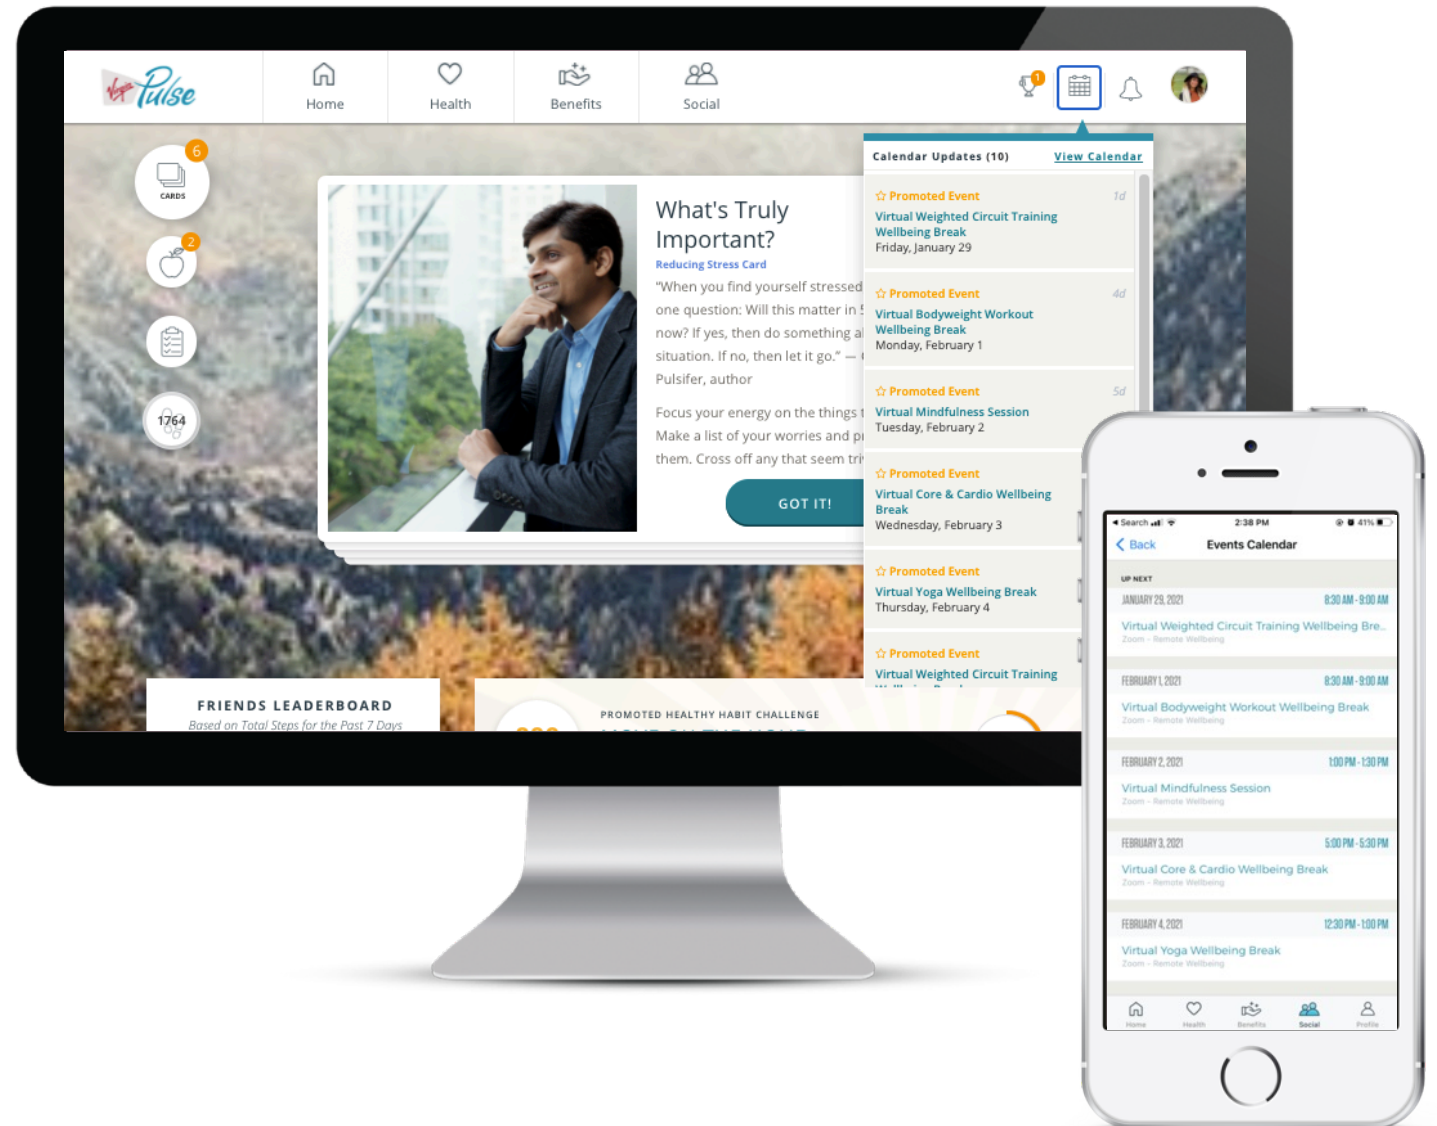 Virgin Pulse
Home
Health
Benefits
Social
1
6
CARDS
2
1764
What's Truly
Important?
Reducing Stress Card
"When you find yourself stressed
one question: Will this matter in 5
now? If yes, then do something a
situation. If no, then let it go." —
Pulsifer, author
Focus your energy on the things
Make a list of your worries and
them. Cross off any that seem
GOT IT!
Calendar Updates (10)
View Calendar
Promoted Event 1d
Virtual Weighted Circuit Training
Wellbeing Break
Friday, January 29
Promoted Event 4d
Virtual Bodyweight Workout
Wellbeing Break
Monday, February 1
Promoted Event 5d
Virtual Mindfulness Session
Tuesday, February 2
Promoted Event
Virtual Core & Cardio Wellbeing
Break
Wednesday, February 3
Promoted Event
Virtual Yoga Wellbeing Break
Thursday, February 4
Promoted Event
Virtual Weighted Circuit Training
FRIENDS LEADERBOARD
Based on Total Steps for the Past 7 Days
PROMOTED HEALTHY HABIT CHALLENGE
Search 2:38 PM 41%
Back Events Calendar
UP NEXT
JANUARY 29, 2021 8:30 AM - 9:00 AM
Virtual Weighted Circuit Training Wellbeing Bre..
Zoom - Remote Wellbeing
FEBRUARY 1, 2021 8:30 AM - 9:00 AM
Virtual Bodyweight Workout Wellbeing Break
Zoom - Remote Wellbeing
FEBRUARY 2, 2021 1:00 PM - 1:30 PM
Virtual Mindfulness Session
Zoom - Remote Wellbeing
FEBRUARY 3, 2021 5:00 PM - 5:30 PM
Virtual Core & Cardio Wellbeing Break
Zoom - Remote Wellbeing
FEBRUARY 4, 2021 12:30 PM - 1:00 PM
Virtual Yoga Wellbeing Break
Zoom - Remote Wellbeing
Home Health Benefits Social Profile